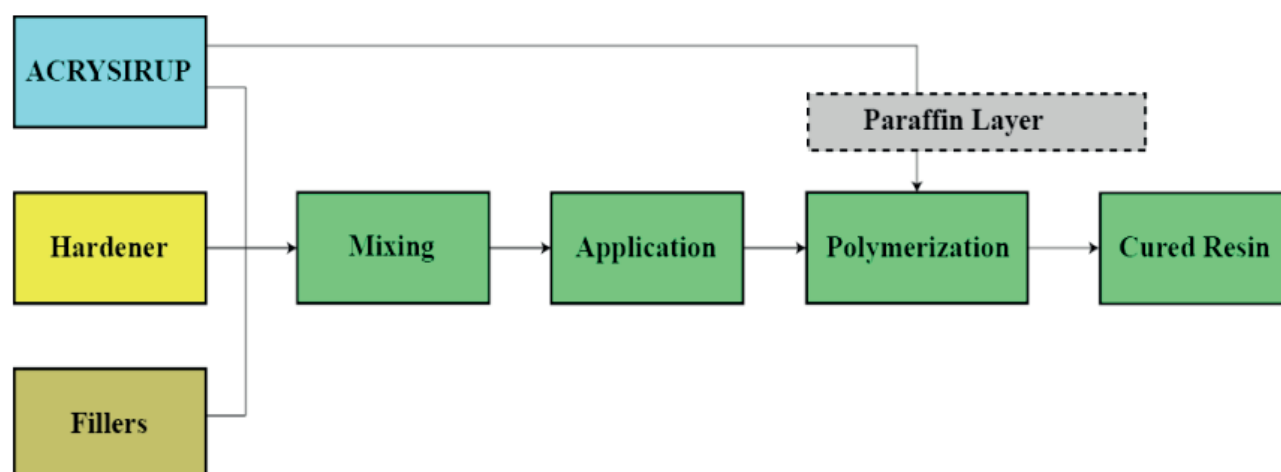 ACRYSIRUP
Paraffin Layer
Hardener
Mixing
Application
Polymerization
Cured Resin
Fillers